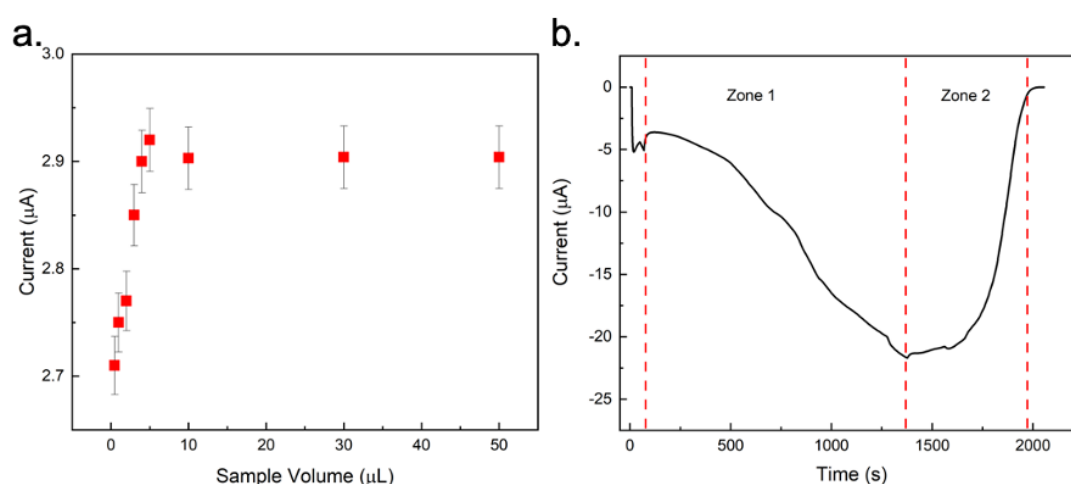 a.
3.0
2.9
2.8
2.7
Current (μA)
0
10
20
30
40
50
Sample Volume (μL)
b.
Zone 1
Zone 2
0
-5
-10
-15
-20
-25
Current (μA)
0
500
1000
1500
2000
Time (s)